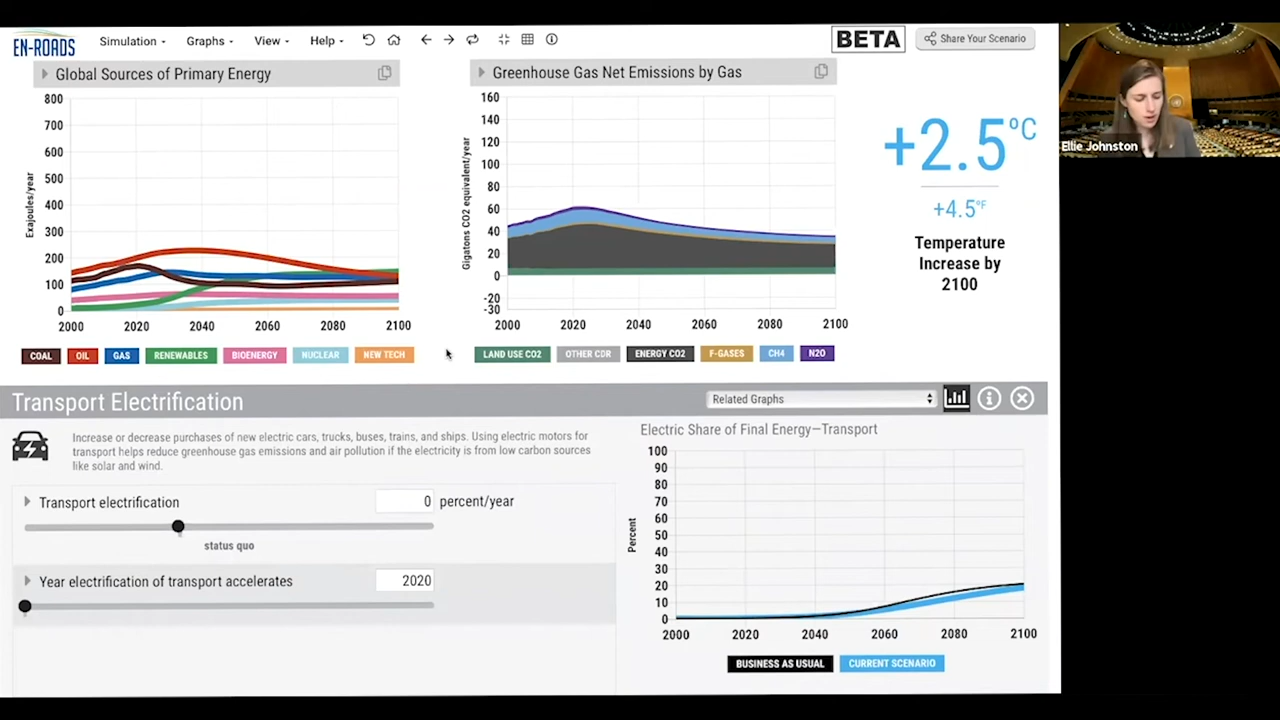 EN-ROADS
Simulation
Graphs
View
Help
BETA
Share Your Scenario
Global Sources of Primary Energy
800
700
600
500
400
300
200
100
0
Exajoules/year
2000 2020 2040 2060 2080 2100
COAL OIL GAS RENEWABLES BIOENERGY NUCLEAR NEW TECH
Greenhouse Gas Net Emissions by Gas
160
140
120
100
80
60
40
20
0
-20
-30
Gigatons CO2 equivalent/year
2000 2020 2040 2060 2080 2100
LAND USE CO2 OTHER CDR ENERGY CO2 F-GASES CH4 N2O
+2.5°C
+4.5°F
Temperature
Increase by
2100
Ellie Johnston
Transport Electrification
Related Graphs
Increase or decrease purchases of new electric cars, trucks, buses, trains, and ships. Using electric motors for
transport helps reduce greenhouse gas emissions and air pollution if the electricity is from low carbon sources
like solar and wind.
Transport electrification 0 percent/year
status quo
Year electrification of transport accelerates 2020
Electric Share of Final Energy—Transport
100
90
80
70
60
50
40
30
20
10
0
Percent
2000 2020 2040 2060 2080 2100
BUSINESS AS USUAL CURRENT SCENARIO